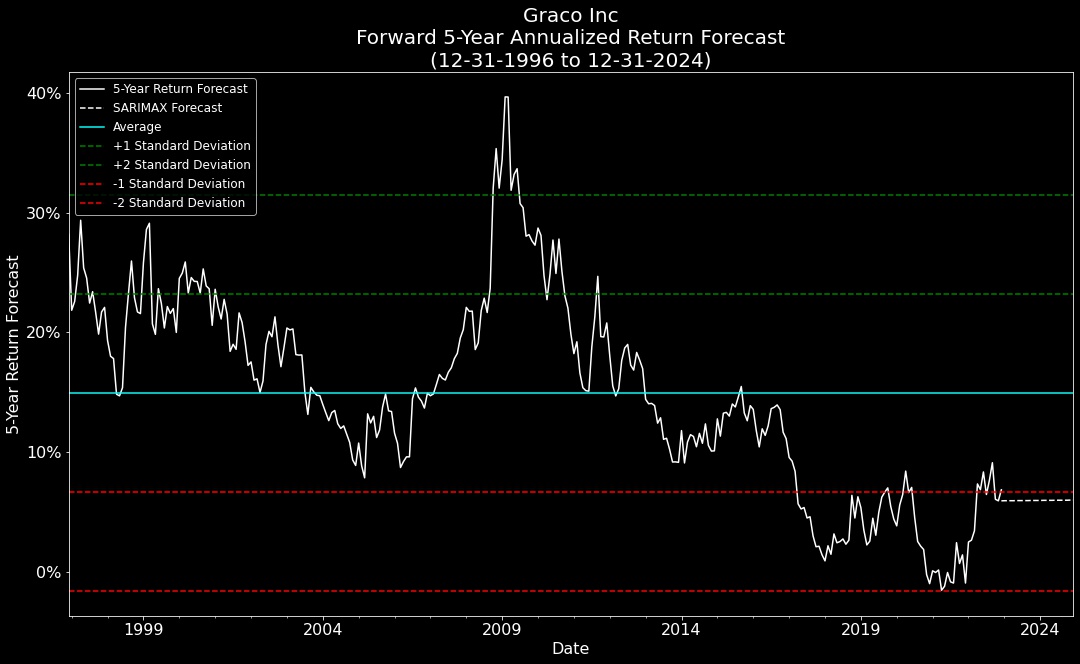 Graco Inc
Forward 5-Year Annualized Return Forecast
(12-31-1996 to 12-31-2024)
5-Year Return Forecast
SARIMAX Forecast
Average
+1 Standard Deviation
+2 Standard Deviation
-1 Standard Deviation
-2 Standard Deviation
5-Year Return Forecast
40%
30%
20%
10%
0%
1999 2004 2009 2014 2019 2024
Date